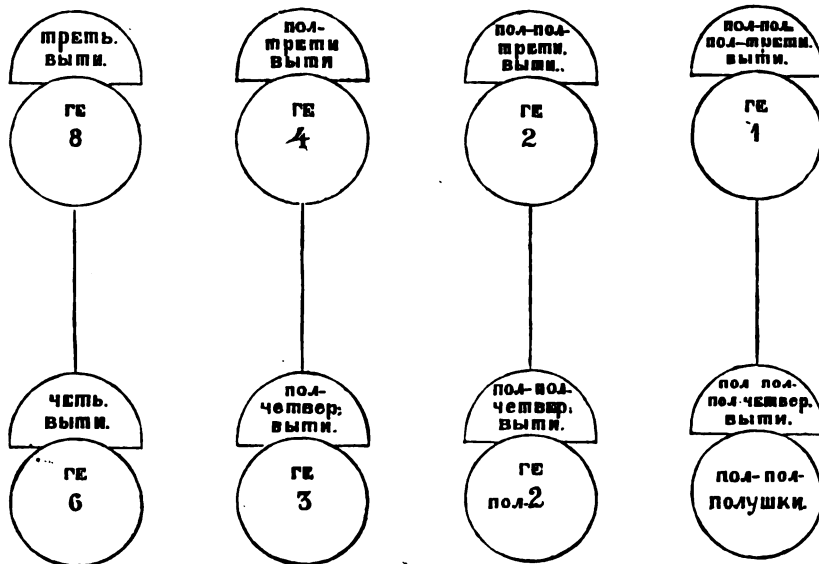 треть.
выти.
ге
8
пол-
трети
выти
ге
4
пол-пол-
трети.
выти..
ге
2
пол-пол.
пол-трети.
выти.
ге
1
четь.
выти.
ге
6
пол-
четвер:
выти.
ге
3
пол-пол-
четвер.
выти.
ге
пол-2
пол пол-
пол-четвер.
выти.
пол-пол-
полушки.